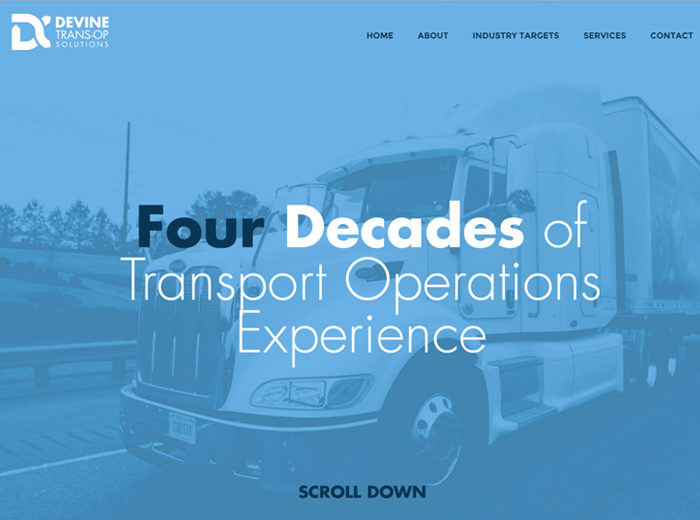 DEVINE
TRANS-OP
SOLUTIONS
HOME ABOUT INDUSTRY TARGETS SERVICES CONTACT
Four Decades of
Transport Operations
Experience
SCROLL DOWN